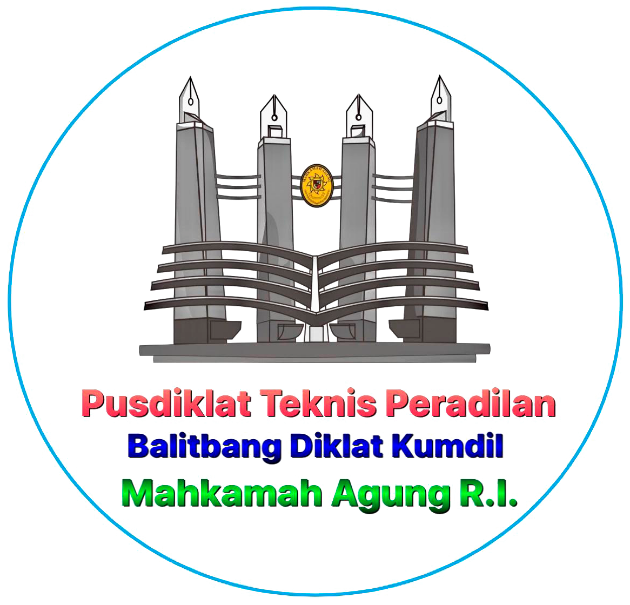 Pusdiklat Teknis Peradilan
Balitbang Diklat Kumdil
Mahkamah Agung R.I.